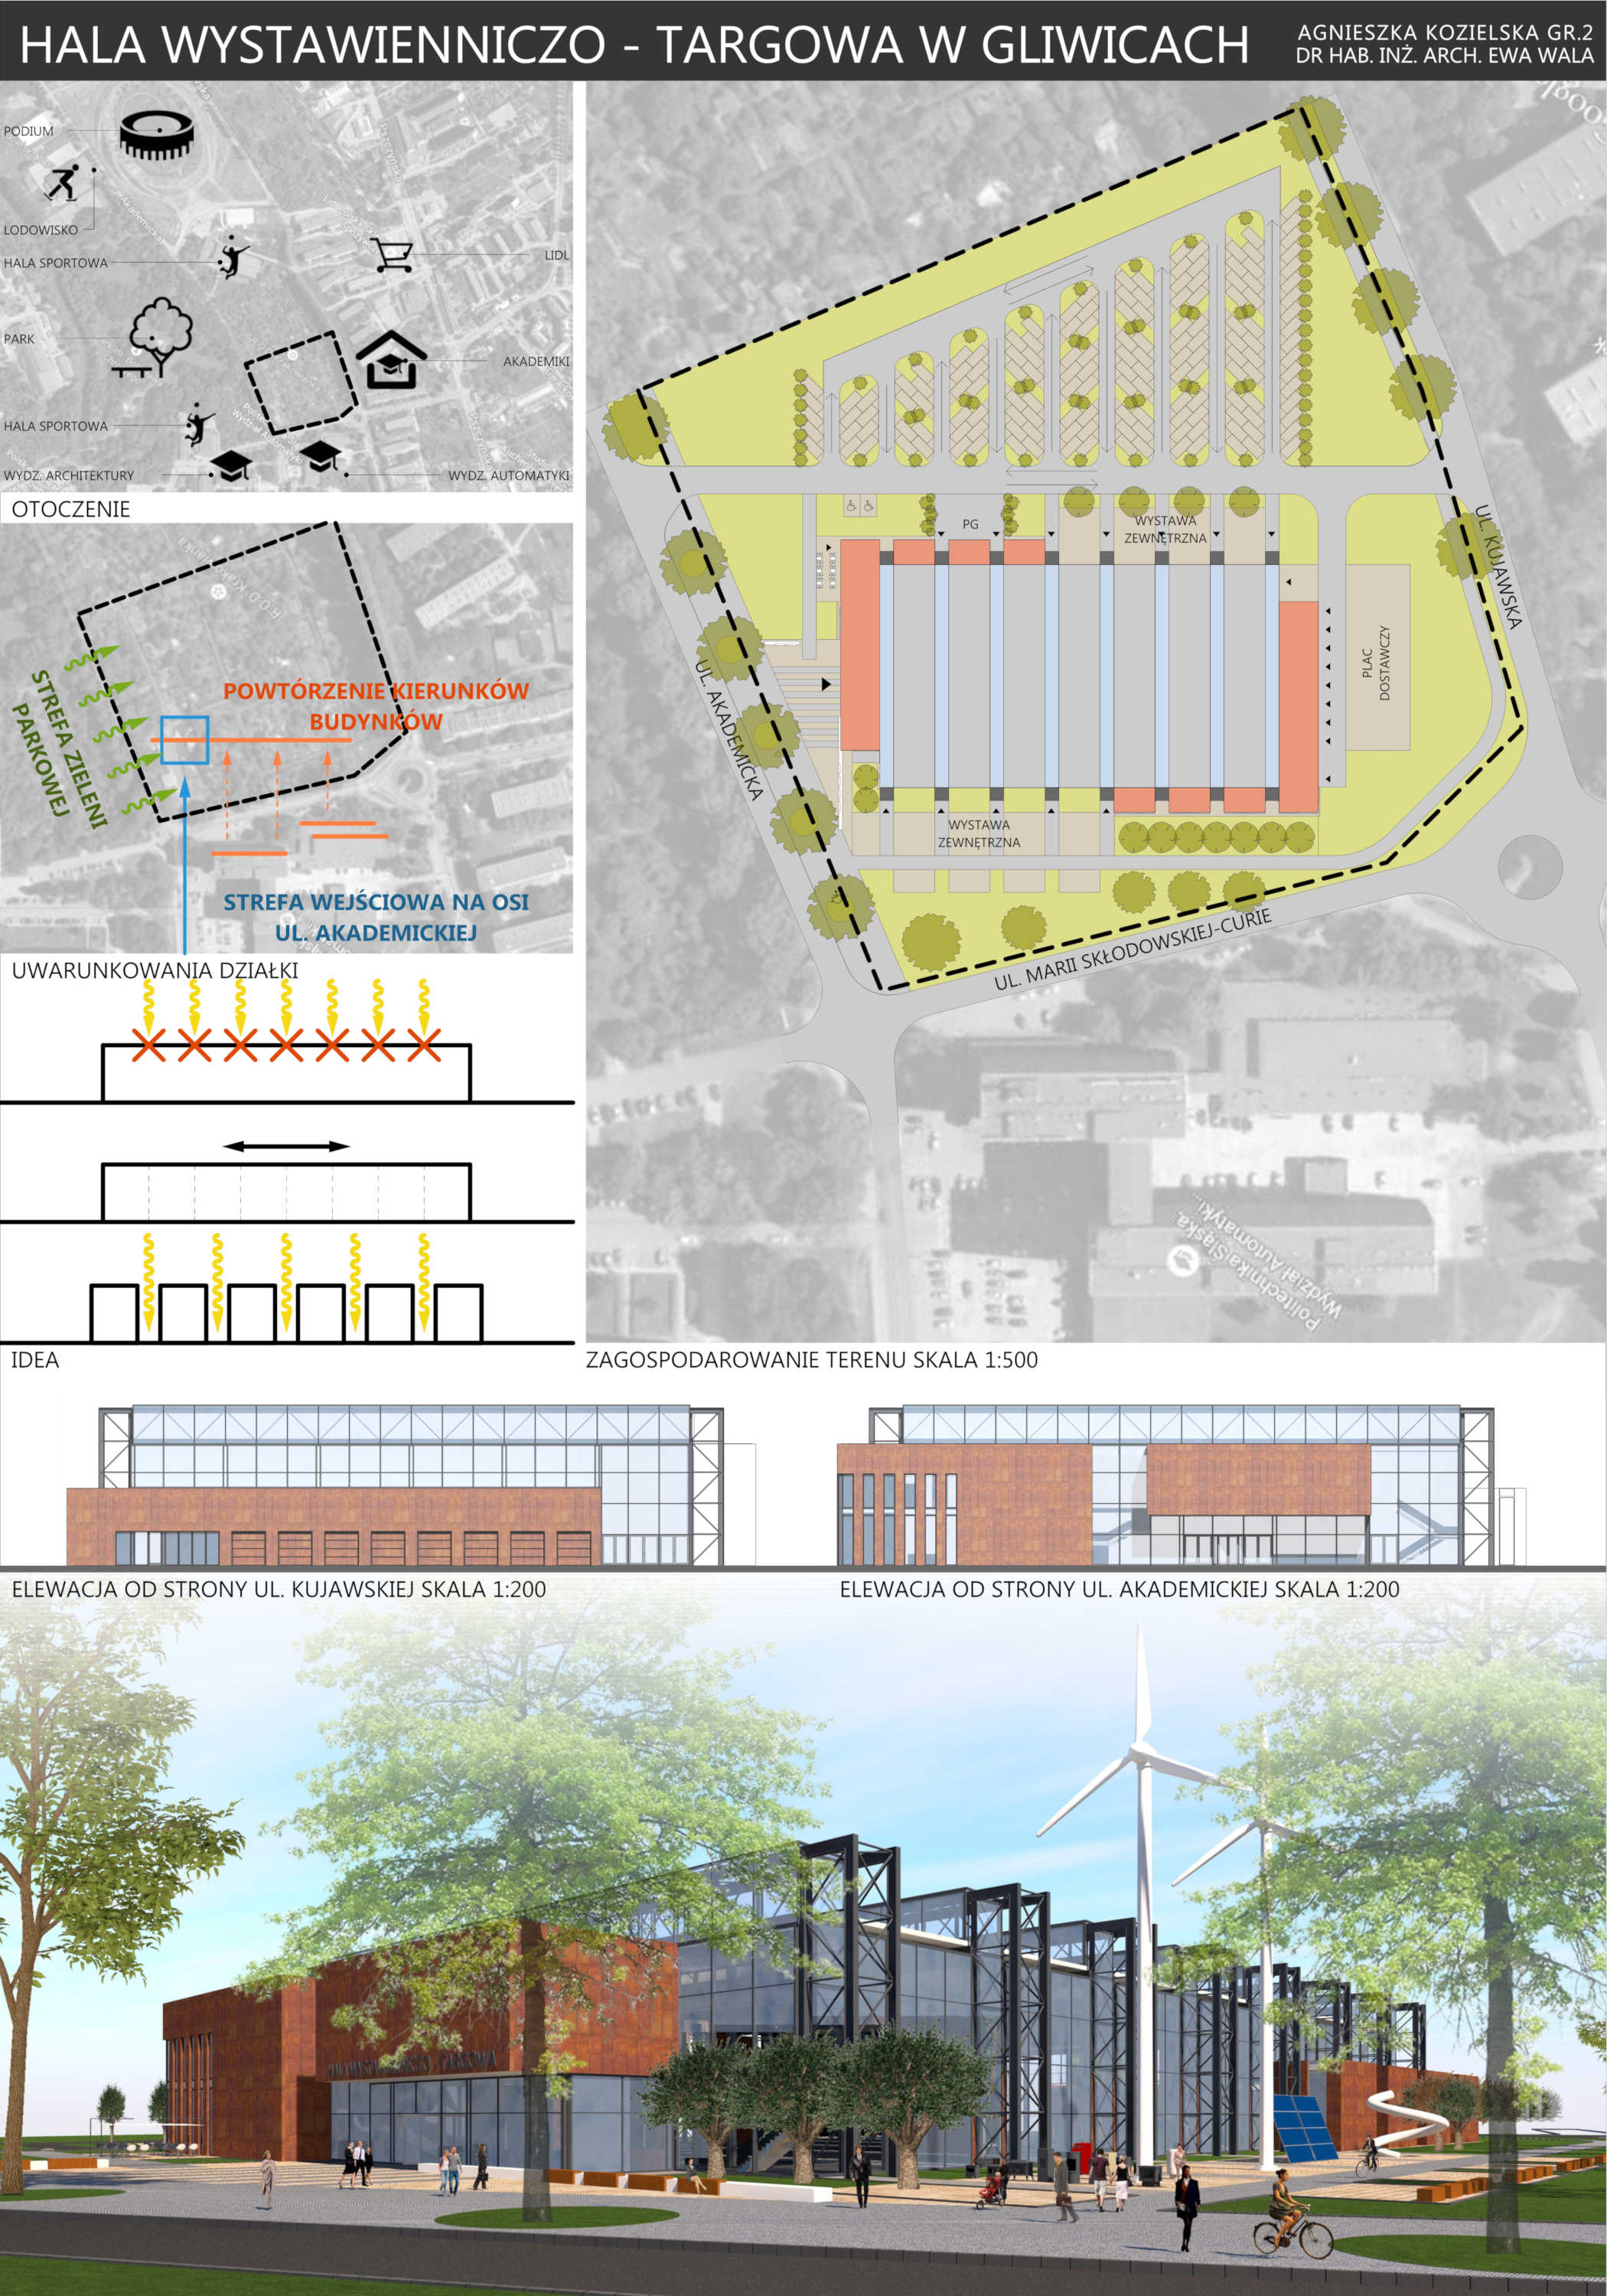 HALA WYSTAWIENNICZO - TARGOWA W GLIWICACH
AGNIESZKA KOZIELSKA GR.2
DR HAB. INŻ. ARCH. EWA WALA
PODIUM
LODOWISKO
HALA SPORTOWA
LIDL
PARK
AKADEMIKI
HALA SPORTOWA
WYDZ. ARCHITEKTURY
WYDZ. AUTOMATYKI
OTOCZENIE
STREFA ZIELENI
PARKOWEJ
POWTÓRZENIE KIERUNKÓW
BUDYNKÓW
STREFA WEJŚCIOWA NA OSI
UL. AKADEMICKIEJ
UWARUNKOWANIA DZIAŁKI
IDEA
PG
WYSTAWA
ZEWNĘTRZNA
UL. KUJAWSKA
PLAC
DOSTAWCZY
UL. AKADEMICKA
WYSTAWA
ZEWNĘTRZNA
UL. MARII SKŁODOWSKIEJ-CURIE
Politechnika Śląska,
Wydział Automatyki...
ZAGOSPODAROWANIE TERENU SKALA 1:500
ELEWACJA OD STRONY UL. KUJAWSKIEJ SKALA 1:200
ELEWACJA OD STRONY UL. AKADEMICKIEJ SKALA 1:200